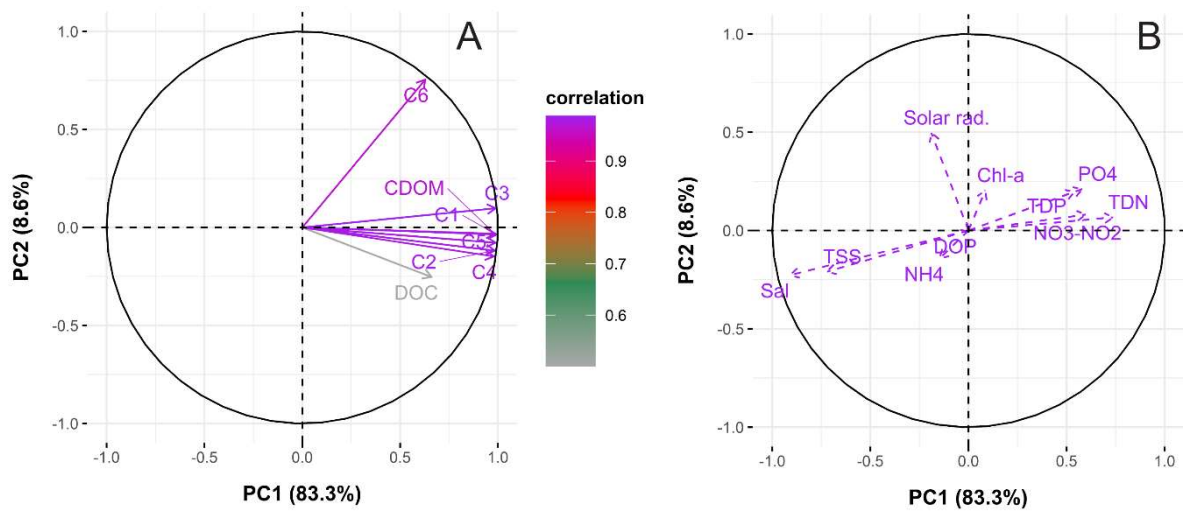 A
1.0
0.5
0.0
-0.5
-1.0
PC2 (8.6%)
C6
CDOM
C3
C1
C5
C2
C4
DOC
-1.0
-0.5
0.0
0.5
1.0
PC1 (83.3%)
correlation
0.9
0.8
0.7
0.6
B
1.0
0.5
0.0
-0.5
-1.0
PC2 (8.6%)
Solar rad.
Chl-a
PO4
TDP
TDN
NO3-NO2
DOP
TSS
NH4
Sal
-1.0
-0.5
0.0
0.5
1.0
PC1 (83.3%)